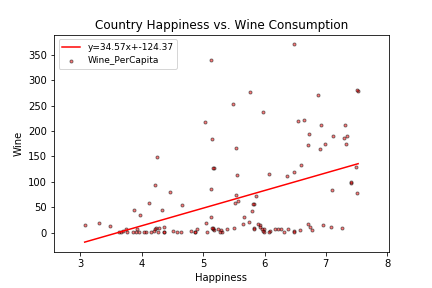 Country Happiness vs. Wine Consumption
y=34.57x+-124.37
Wine_PerCapita
350
300
250
200
150
100
50
0
Wine
3 4 5 6 7 8
Happiness